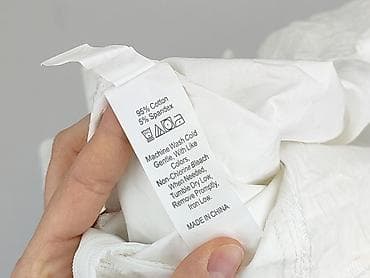 95% Cotton
5% Spandex
Machine Wash Cold
Gentle, With Like
Colors.
Non-Chlorine Bleach
When Needed,
Tumble Dry Low,
Remove Promptly,
Iron Low.
MADE IN CHINA